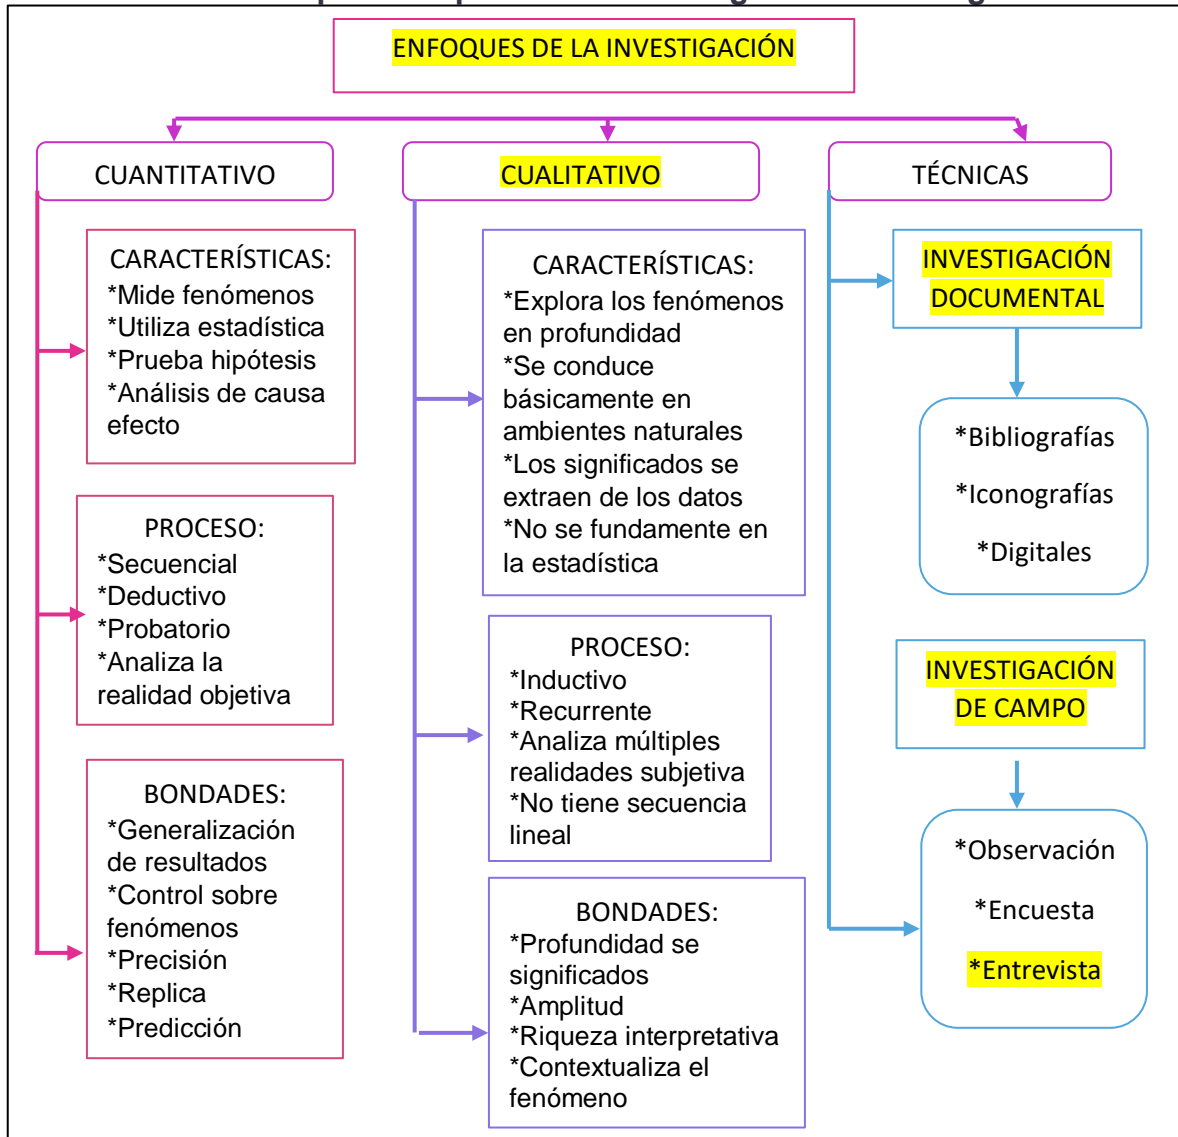 ENFOQUES DE LA INVESTIGACIÓN
CUANTITATIVO
CARACTERÍSTICAS:
*Mide fenómenos
*Utiliza estadística
*Prueba hipótesis
*Análisis de causa
efecto
PROCESO:
*Secuencial
*Deductivo
*Probatorio
*Analiza la
realidad objetiva
BONDADES:
*Generalización
de resultados
*Control sobre
fenómenos
*Precisión
*Replica
*Predicción
CUALITATIVO
CARACTERÍSTICAS:
*Explora los fenómenos
en profundidad
*Se conduce
básicamente en
ambientes naturales
*Los significados se
extraen de los datos
*No se fundamente en
la estadística
PROCESO:
*Inductivo
*Recurrente
*Analiza múltiples
realidades subjetiva
*No tiene secuencia
lineal
BONDADES:
*Profundidad se
significados
*Amplitud
*Riqueza interpretativa
*Contextualiza el
fenómeno
TÉCNICAS
INVESTIGACIÓN
DOCUMENTAL
*Bibliografías
*Iconografías
*Digitales
INVESTIGACIÓN
DE CAMPO
*Observación
*Encuesta
*Entrevista